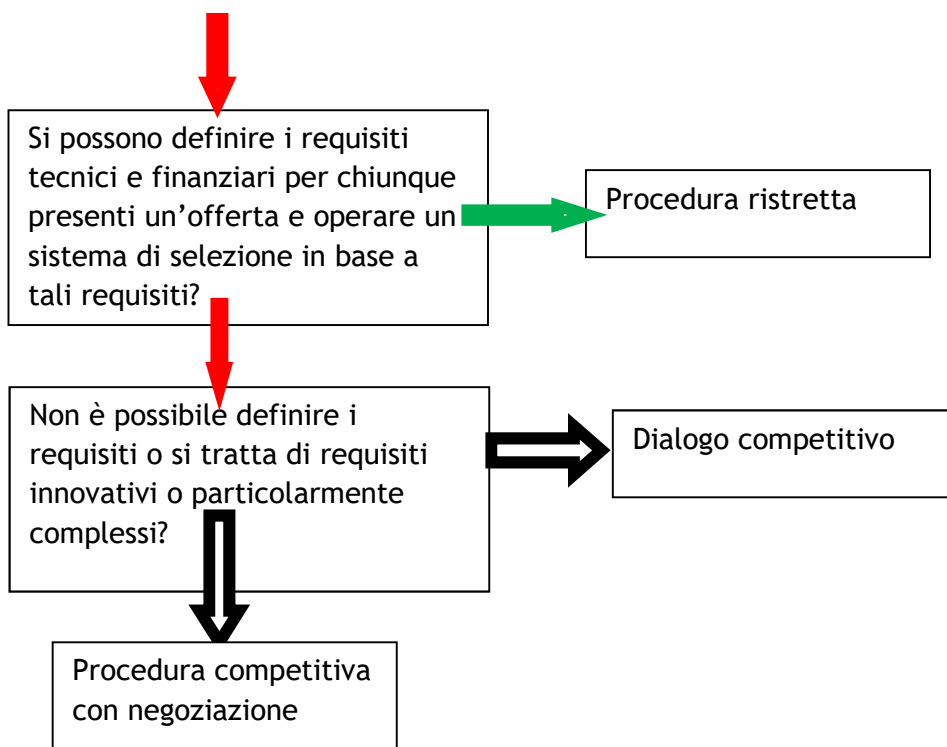 Si possono definire i requisiti
tecnici e finanziari per chiunque
presenti un’offerta e operare un
sistema di selezione in base a
tali requisiti?
Procedura ristretta
Non è possibile definire i
requisiti o si tratta di requisiti
innovativi o particolarmente
complessi?
Dialogo competitivo
Procedura competitiva
con negoziazione